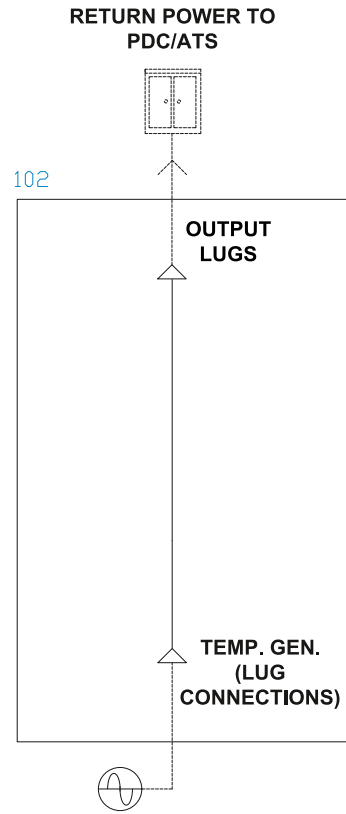 RETURN POWER TO
PDC/ATS
102
OUTPUT
LUGS
TEMP. GEN.
(LUG
CONNECTIONS)